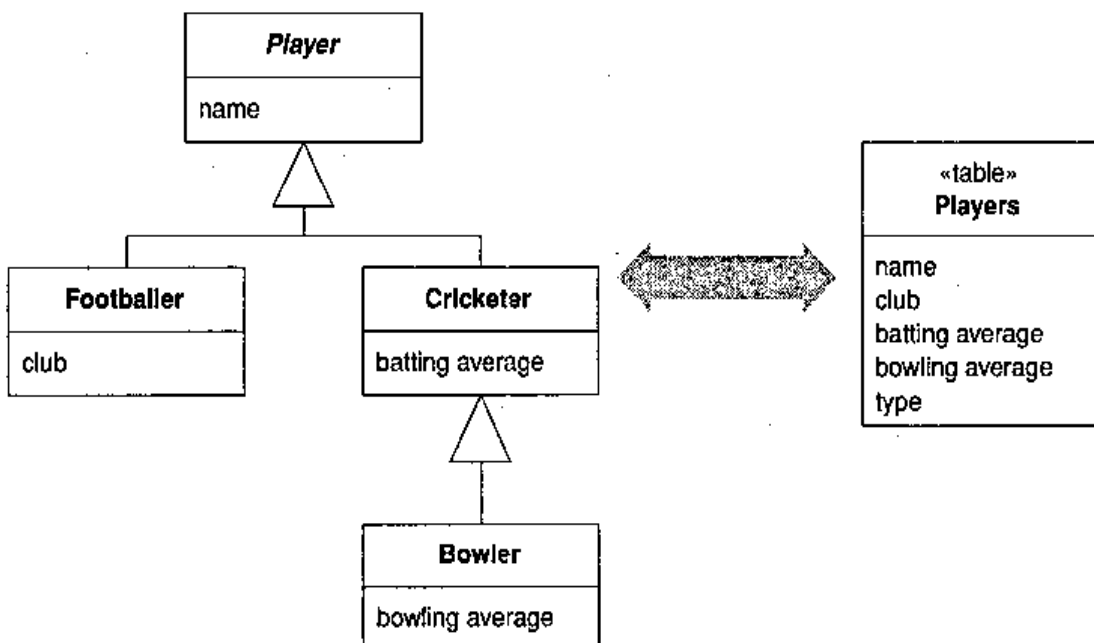 Player
name
Footballer
club
Cricketer
batting average
Bowler
bowling average
«table»
Players
name
club
batting average
bowling average
type